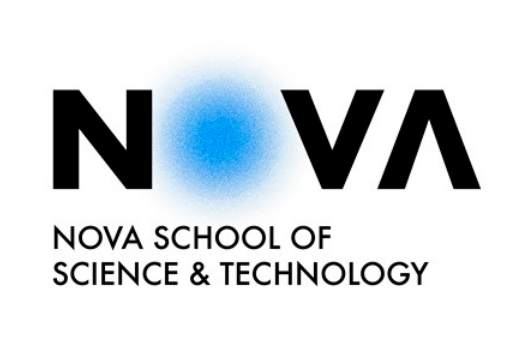 NOVA
NOVA SCHOOL OF
SCIENCE & TECHNOLOGY